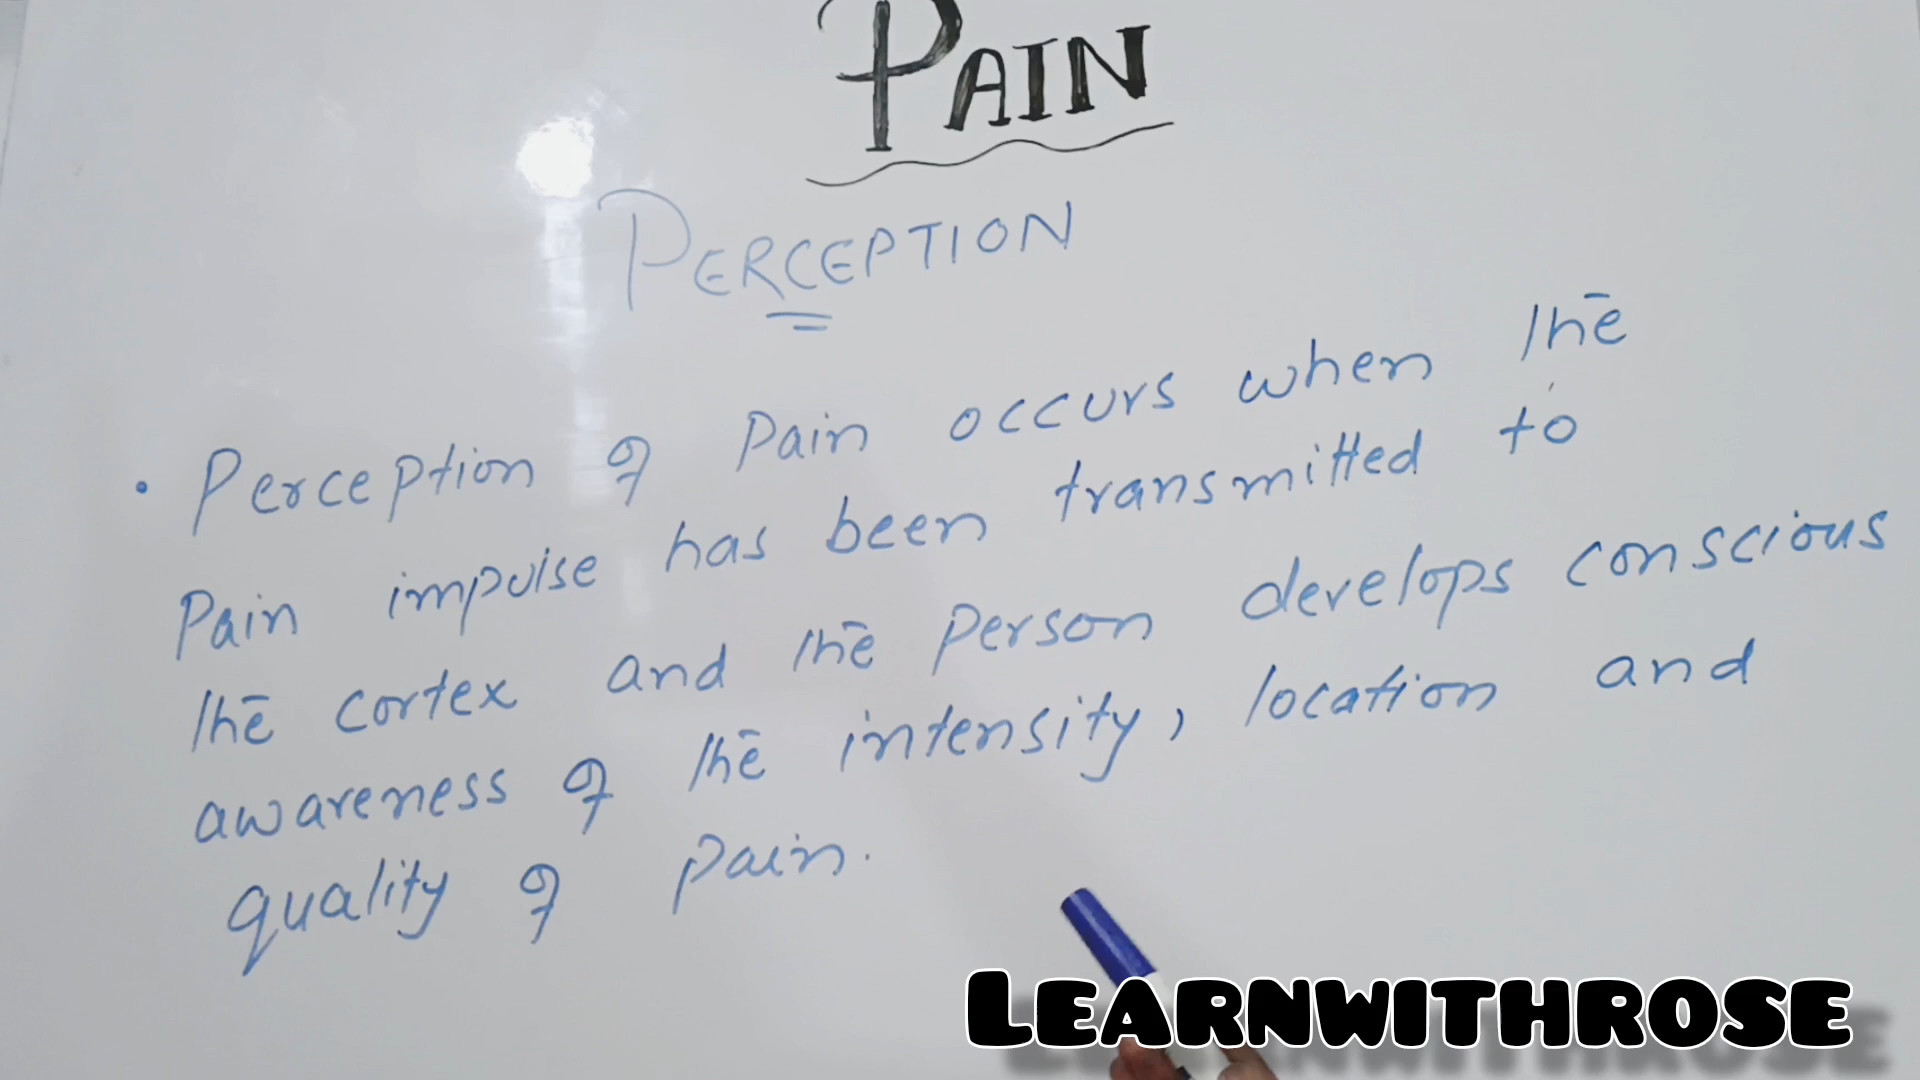 PAIN
PERCEPTION
• Perception of Pain occurs when the
Pain impulse has been transmitted to
the cortex and the person develops conscious
awareness of the intensity, location and
quality of pain.
LEARNWITHROSE